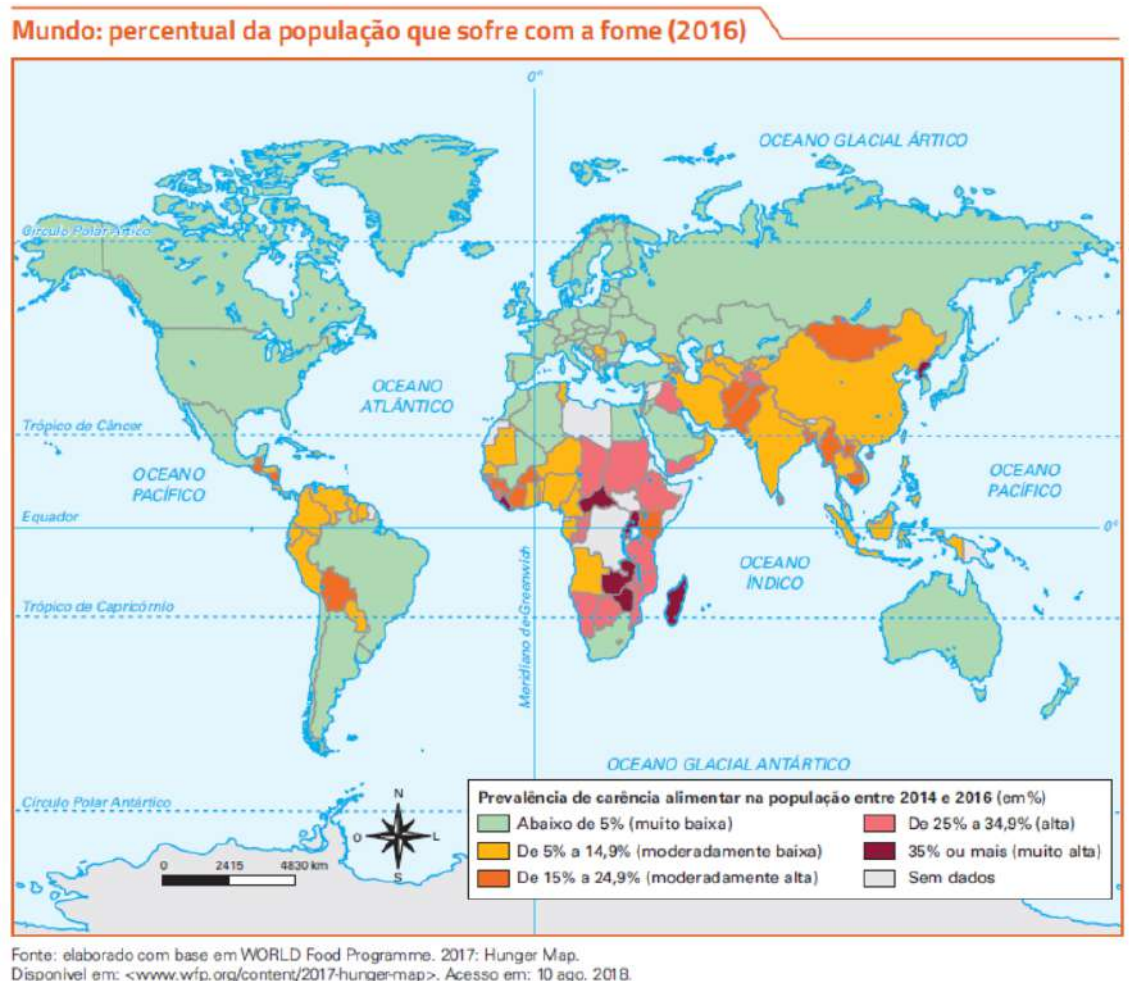 Mundo: percentual da população que sofre com a fome (2016)
0°
OCEANO GLACIAL ÁRTICO
Círculo Polar Ártico
OCEANO
ATLÂNTICO
Trópico de Câncer
OCEANO
PACÍFICO
OCEANO
PACÍFICO
Equador
0°
OCEANO
ÍNDICO
Meridiano de Greenwich
Trópico de Capricórnio
OCEANO GLACIAL ANTÁRTICO
Círculo Polar Antártico
N
O
L
S
0 2415 4830 km
Prevalência de carência alimentar na população entre 2014 e 2016 (em %)
Abaixo de 5% (muito baixa)
De 5% a 14,9% (moderadamente baixa)
De 15% a 24,9% (moderadamente alta)
De 25% a 34,9% (alta)
35% ou mais (muito alta)
Sem dados
Fonte: elaborado com base em WORLD Food Programme. 2017: Hunger Map.
Disponível em: <www.wfp.org/content/2017-hunger-map>. Acesso em: 10 ago. 2018.